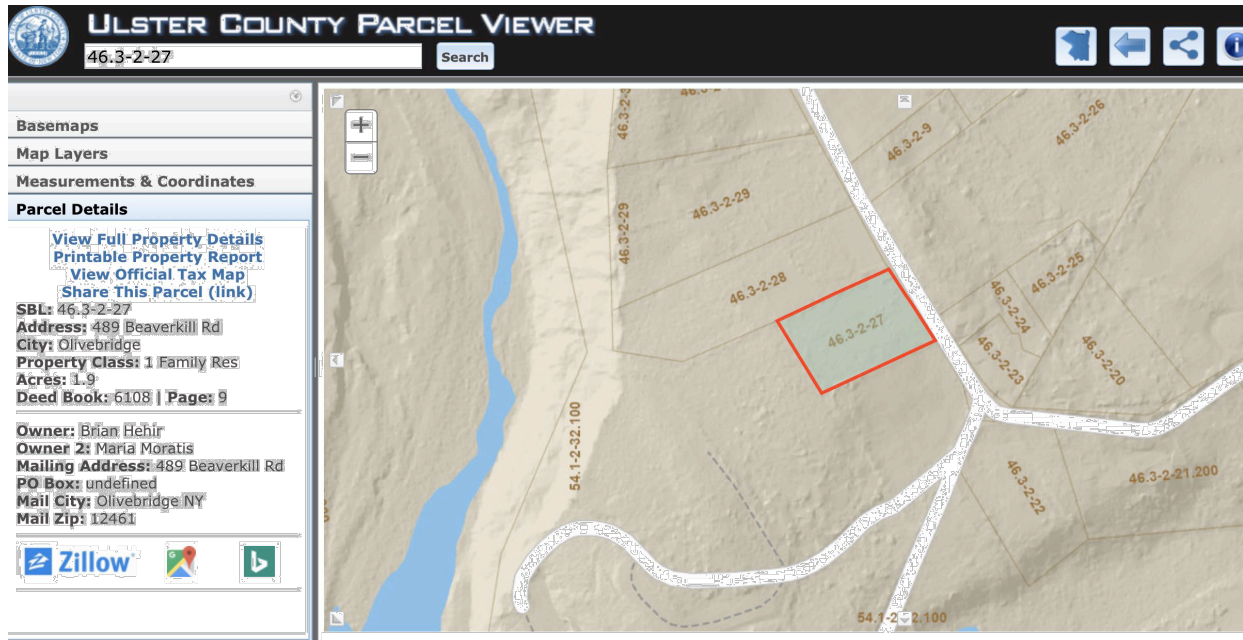 ULSTER COUNTY PARCEL VIEWER
46.3-2-27
Search
Basemaps
Map Layers
Measurements & Coordinates
Parcel Details
View Full Property Details
Printable Property Report
View Official Tax Map
Share This Parcel (link)
SBL: 46.3-2-27
Address: 489 Beaverkill Rd
City: Olivebridge
Property Class: 1 Family Res
Acres: 1.9
Deed Book: 6108 | Page: 9
Owner: Brian Hehir
Owner 2: Maria Moratis
Mailing Address: 489 Beaverkill Rd
PO Box: undefined
Mail City: Olivebridge NY
Mail Zip: 12461
Zillow
46.3-2-9
46.3-2-26
46.3-2-29
46.3-2-29
46.3-2-28
46.3-2-25
46.3-2-24
46.3-2-27
46.3-2-23
46.3-2-20
54.1-2-32.100
46.3-2-22
46.3-2-21.200